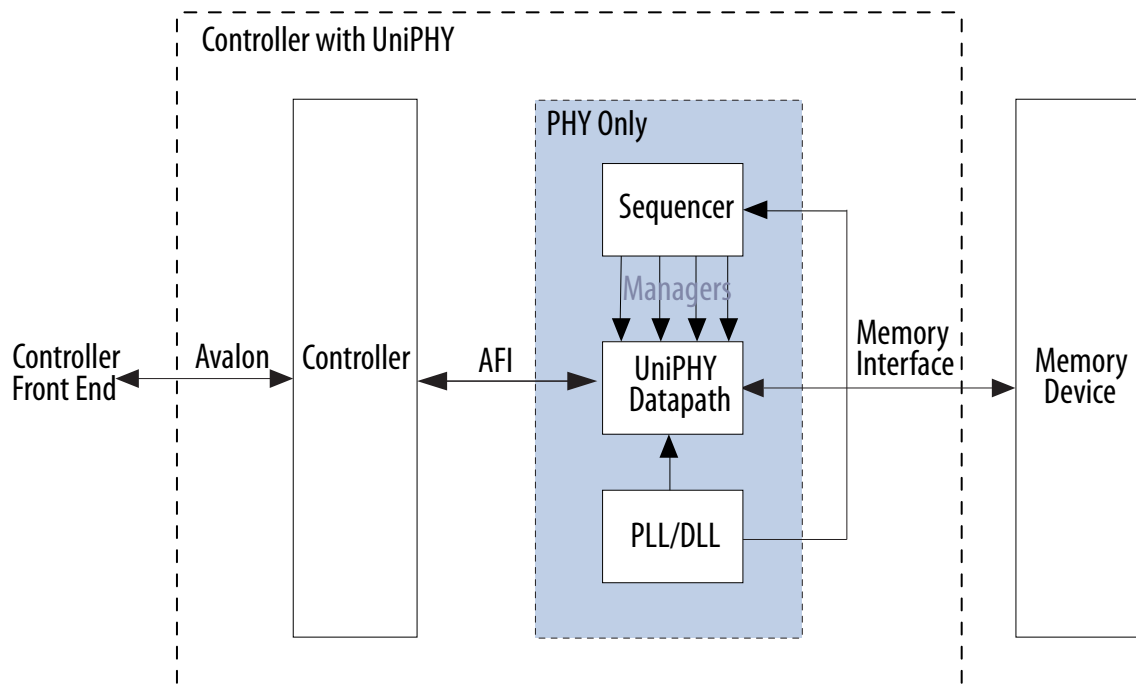 Controller with UniPHY
PHY Only
Sequencer
Managers
Controller
Front End
Avalon
Controller
AFI
UniPHY
Datapath
Memory
Interface
Memory
Device
PLL/DLL